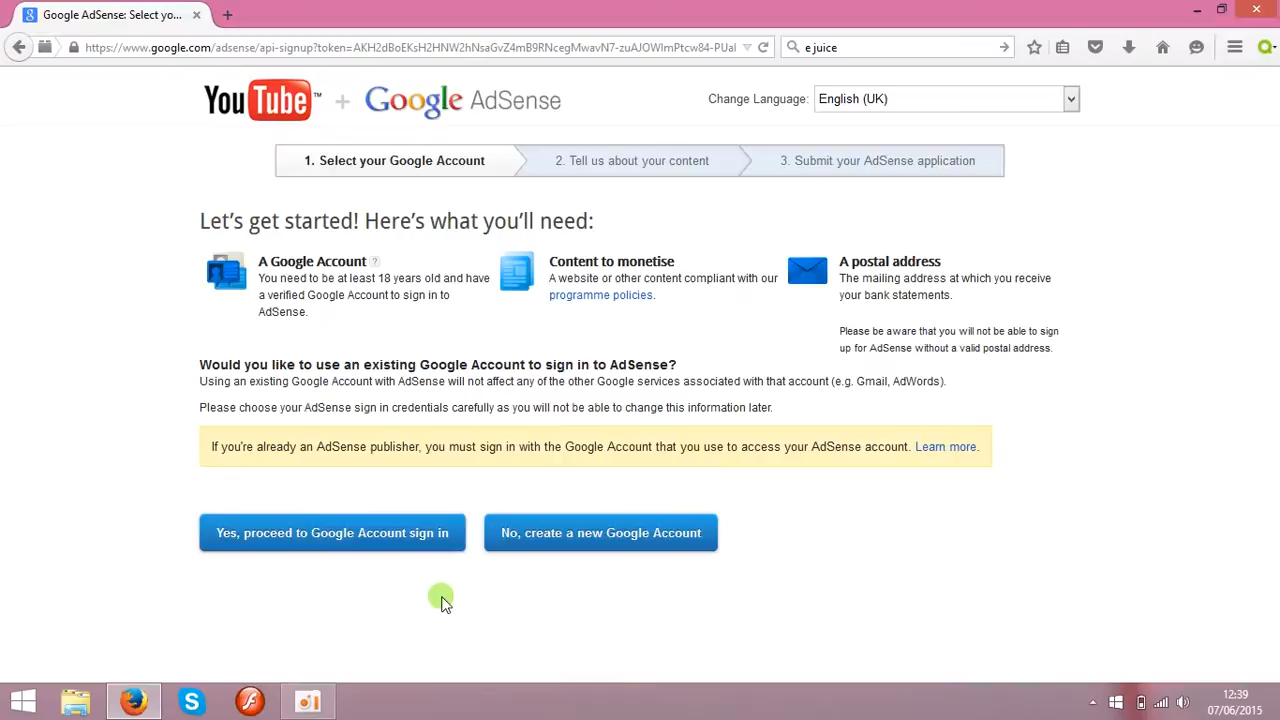 Google AdSense: Select yo...
https://www.google.com/adsense/api-signup?token=AKH2dBoEKsH2HNW2hNsaGvZ4mB9RNcegMwavN7-zuAJOWlmPtcw84-PUal
e juice
YouTube™ + Google AdSense
Change Language: English (UK)
1. Select your Google Account
2. Tell us about your content
3. Submit your AdSense application
Let's get started! Here's what you'll need:
A Google Account ?
You need to be at least 18 years old and have
a verified Google Account to sign in to
AdSense.
Content to monetise
A website or other content compliant with our
programme policies.
A postal address
The mailing address at which you receive
your bank statements.
Please be aware that you will not be able to sign
up for AdSense without a valid postal address.
Would you like to use an existing Google Account to sign in to AdSense?
Using an existing Google Account with AdSense will not affect any of the other Google services associated with that account (e.g. Gmail, AdWords).
Please choose your AdSense sign in credentials carefully as you will not be able to change this information later.
If you're already an AdSense publisher, you must sign in with the Google Account that you use to access your AdSense account. Learn more.
Yes, proceed to Google Account sign in
No, create a new Google Account
12:39
07/06/2015